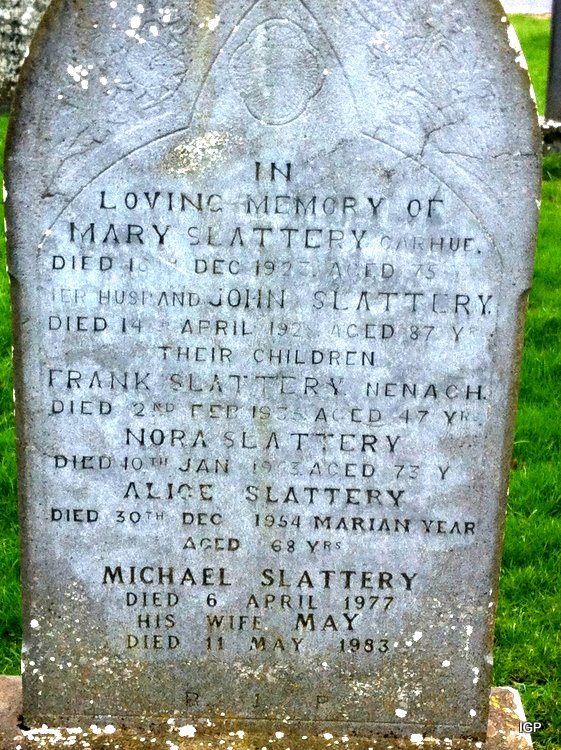 IN
LOVING MEMORY OF
MARY SLATTERY CARHUE.
DIED DEC AGED 75
HER HUSBAND JOHN SLATTERY.
DIED 14 APRIL AGED 87
THEIR CHILDREN
FRANK SLATTERY NENAGH.
DIED 2ND FEB AGED 47 YRS
NORA SLATTERY
DIED 10TH JAN AGED 73 Y
ALICE SLATTERY
DIED 30TH DEC 1954 MARIAN YEAR
AGED 68 YRS
MICHAEL SLATTERY
DIED 6 APRIL 1977
HIS WIFE MAY
DIED 11 MAY 1983
R I P
IGP